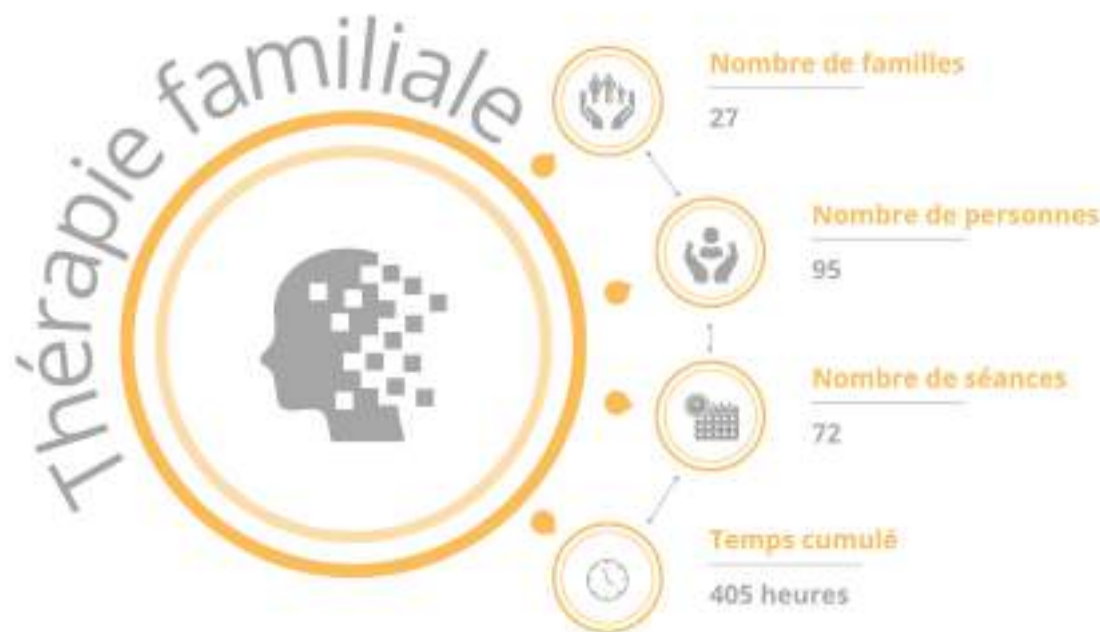 Thérapie familiale
Nombre de familles
27
Nombre de personnes
95
Nombre de séances
72
Temps cumulé
405 heures